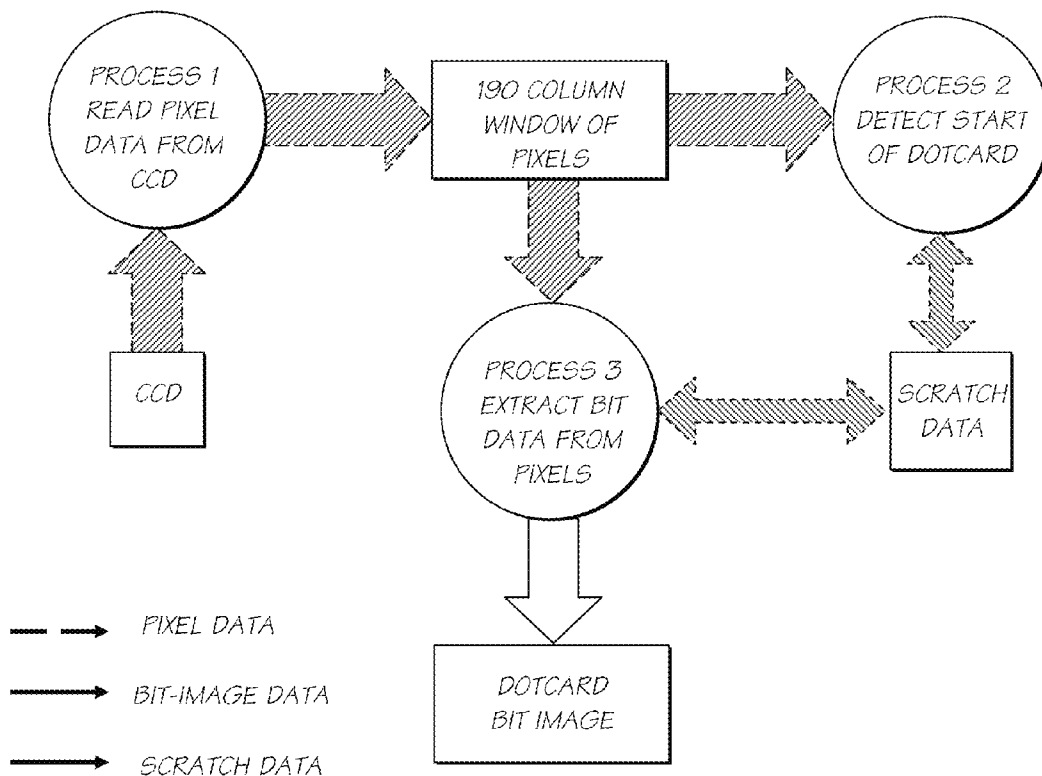 PROCESS 1
READ PIXEL
DATA FROM
CCD
190 COLUMN
WINDOW OF
PIXELS
PROCESS 2
DETECT START
OF DOTCARD
CCD
PROCESS 3
EXTRACT BIT
DATA FROM
PIXELS
SCRATCH
DATA
PIXEL DATA
BIT-IMAGE DATA
SCRATCH DATA
DOTCARD
BIT IMAGE